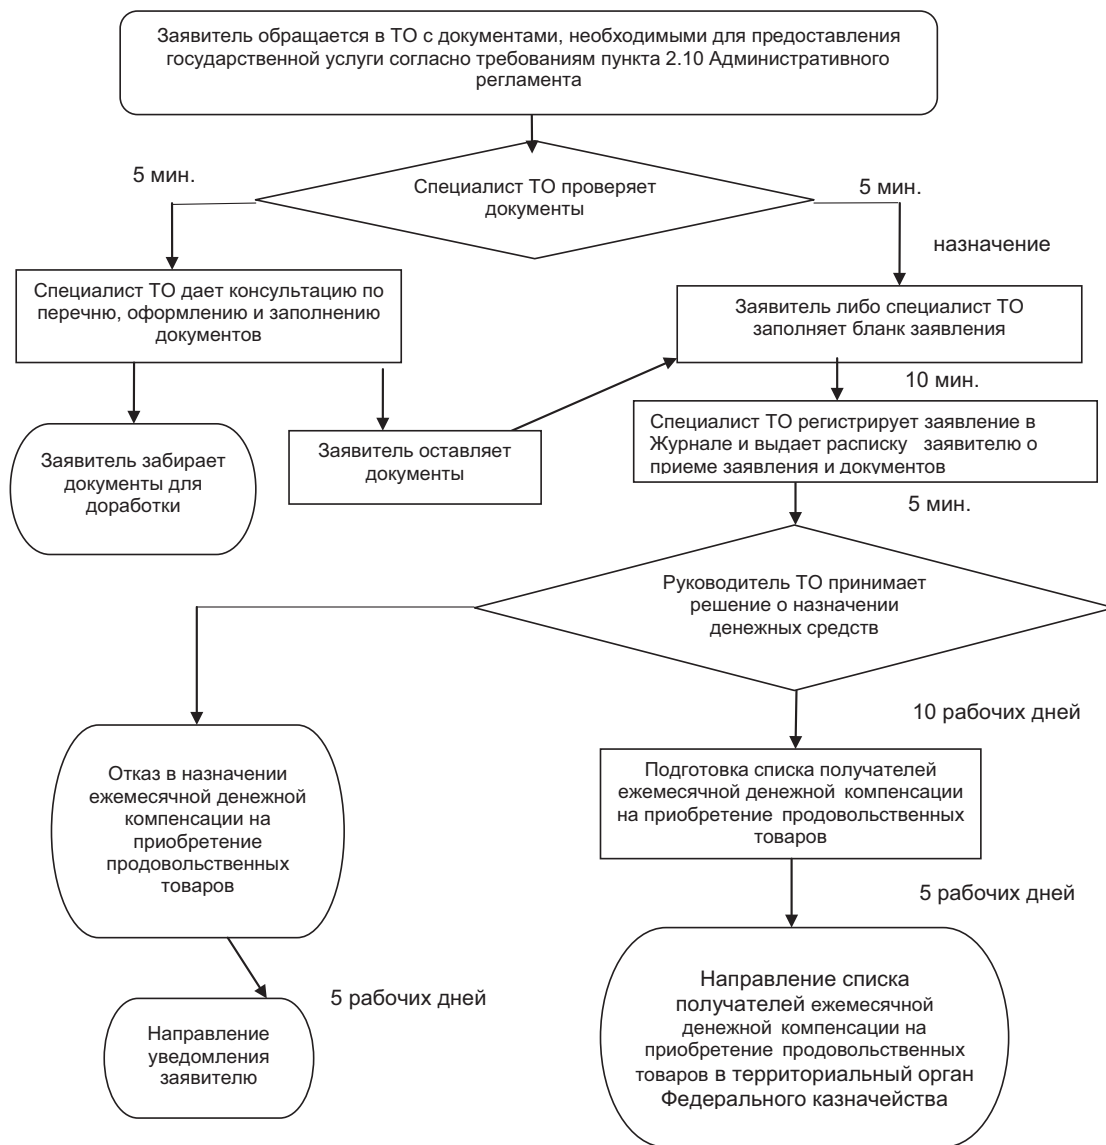 Заявитель обращается в ТО с документами, необходимыми для предоставления
государственной услуги согласно требованиям пункта 2.10 Административного
регламента
5 мин.
Специалист ТО проверяет
документы
5 мин.
назначение
Специалист ТО дает консультацию по
перечню, оформлению и заполнению
документов
Заявитель либо специалист ТО
заполняет бланк заявления
10 мин.
Заявитель забирает
документы для
доработки
Заявитель оставляет
документы
Специалист ТО регистрирует заявление в
Журнале и выдает расписку заявителю о
приеме заявления и документов
5 мин.
Руководитель ТО принимает
решение о назначении
денежных средств
10 рабочих дней
Отказ в назначении
ежемесячной денежной
компенсации на
приобретение
продовольственных
товаров
Подготовка списка получателей
ежемесячной денежной компенсации
на приобретение продовольственных
товаров
5 рабочих дней
5 рабочих дней
Направление
уведомления
заявителю
Направление списка
получателей ежемесячной
денежной компенсации на
приобретение продовольственных
товаров в территориальный орган
Федерального казначейства